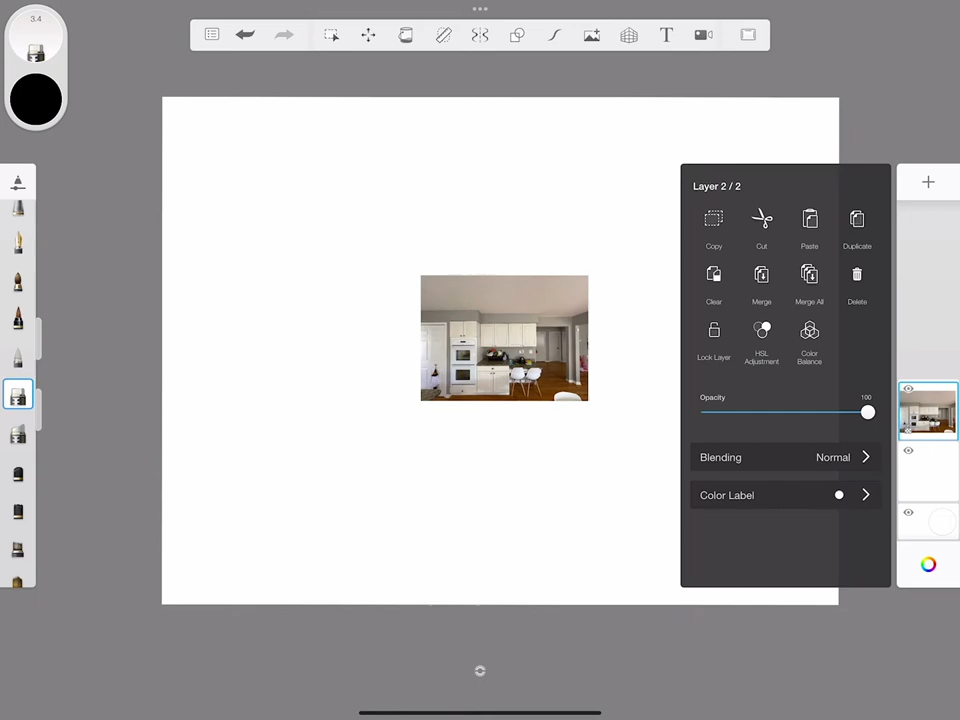 3.4
T
Layer 2 / 2
Copy Cut Paste Duplicate
Clear Merge Merge All Delete
Lock Layer HSL Adjustment Color Balance
Opacity 100
Blending Normal
Color Label